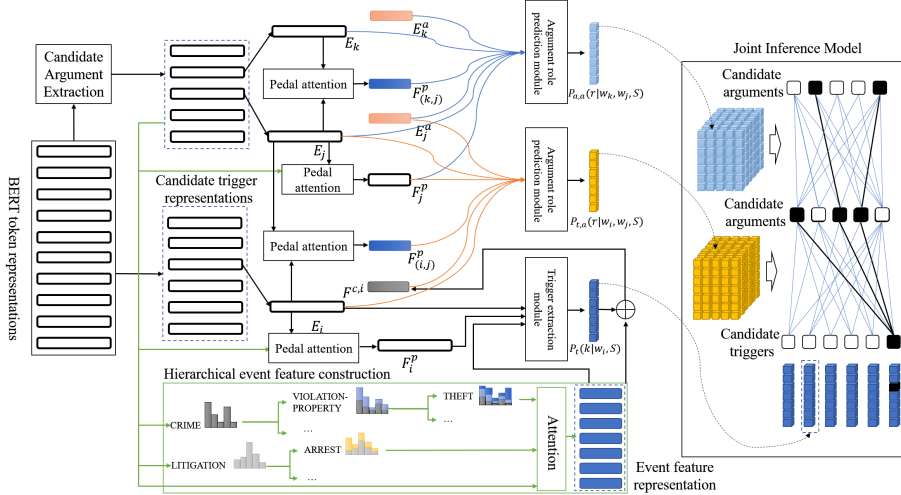 Candidate
Argument
Extraction
BERT token representations
Candidate trigger
representations
E_k
Pedal attention
E_j
Pedal
attention
Pedal attention
E_i
Pedal attention
E_k^a
F_{(k,j)}^p
E_j^a
F_j^p
F_{(i,j)}^p
F^{c,i}
F_i^p
Argument role
prediction module
P_{a,a}(r|w_k, w_j, S)
Argument role
prediction module
P_{t,a}(r|w_i, w_j, S)
Trigger extraction
module
P_t(k|w_i, S)
Joint Inference Model
Candidate
arguments
Candidate
arguments
Candidate
triggers
Hierarchical event feature construction
CRIME
VIOLATION-
PROPERTY
...
THEFT
...
LITIGATION
ARREST
...
Attention
Event feature
representation